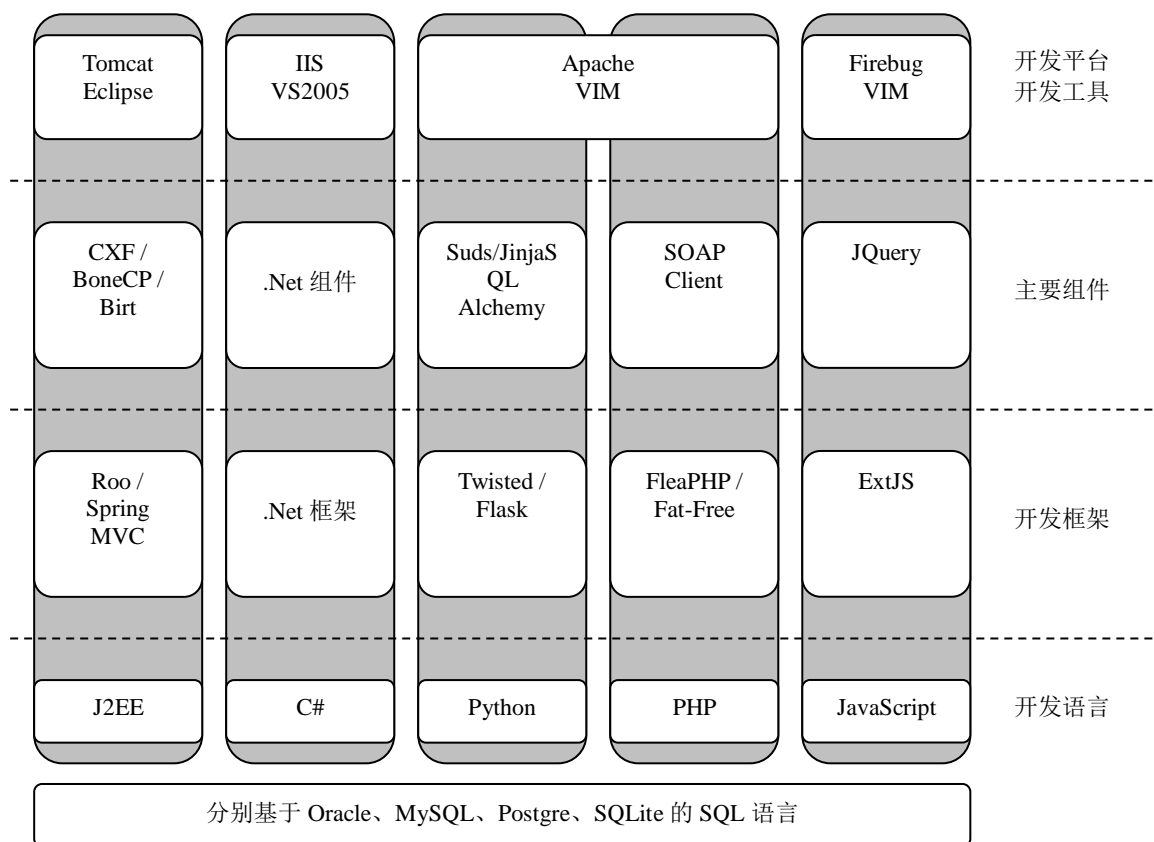 Tomcat
Eclipse
IIS
VS2005
Apache
VIM
Firebug
VIM
开发平台
开发工具
CXF /
BoneCP /
Birt
.Net 组件
Suds/JinjaS
QL
Alchemy
SOAP
Client
JQuery
主要组件
Roo /
Spring
MVC
.Net 框架
Twisted /
Flask
FleaPHP /
Fat-Free
ExtJS
开发框架
J2EE
C#
Python
PHP
JavaScript
开发语言
分别基于 Oracle、MySQL、Postgre、SQLite 的 SQL 语言